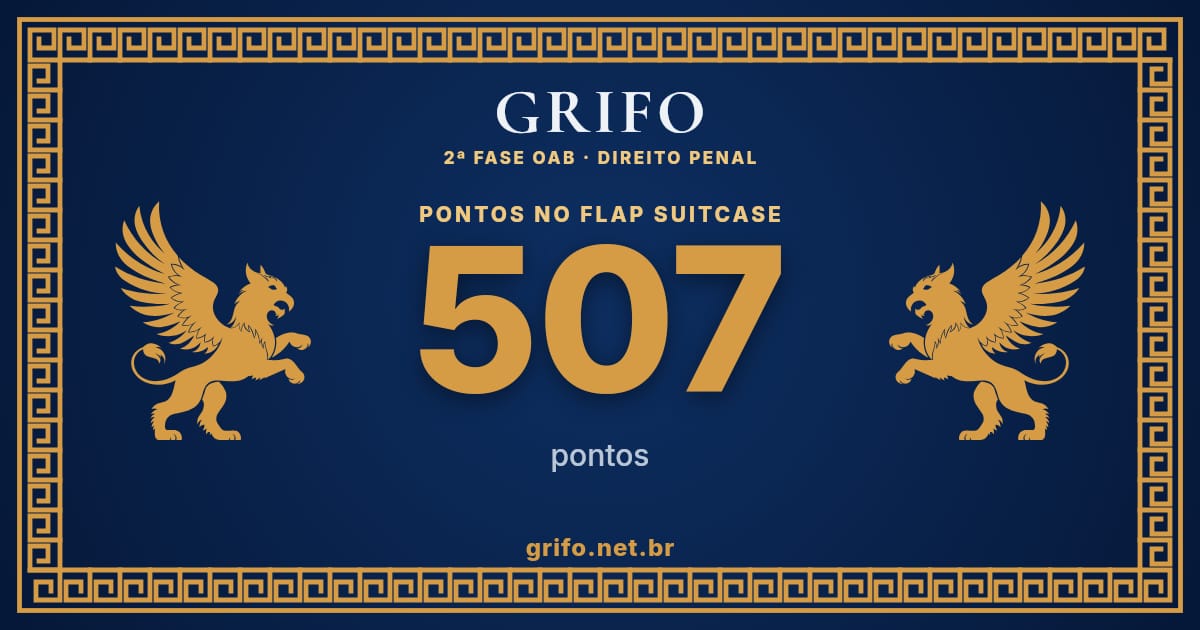 GRIFO
2ª FASE OAB · DIREITO PENAL
PONTOS NO FLAP SUITCASE
507
pontos
grifo.net.br